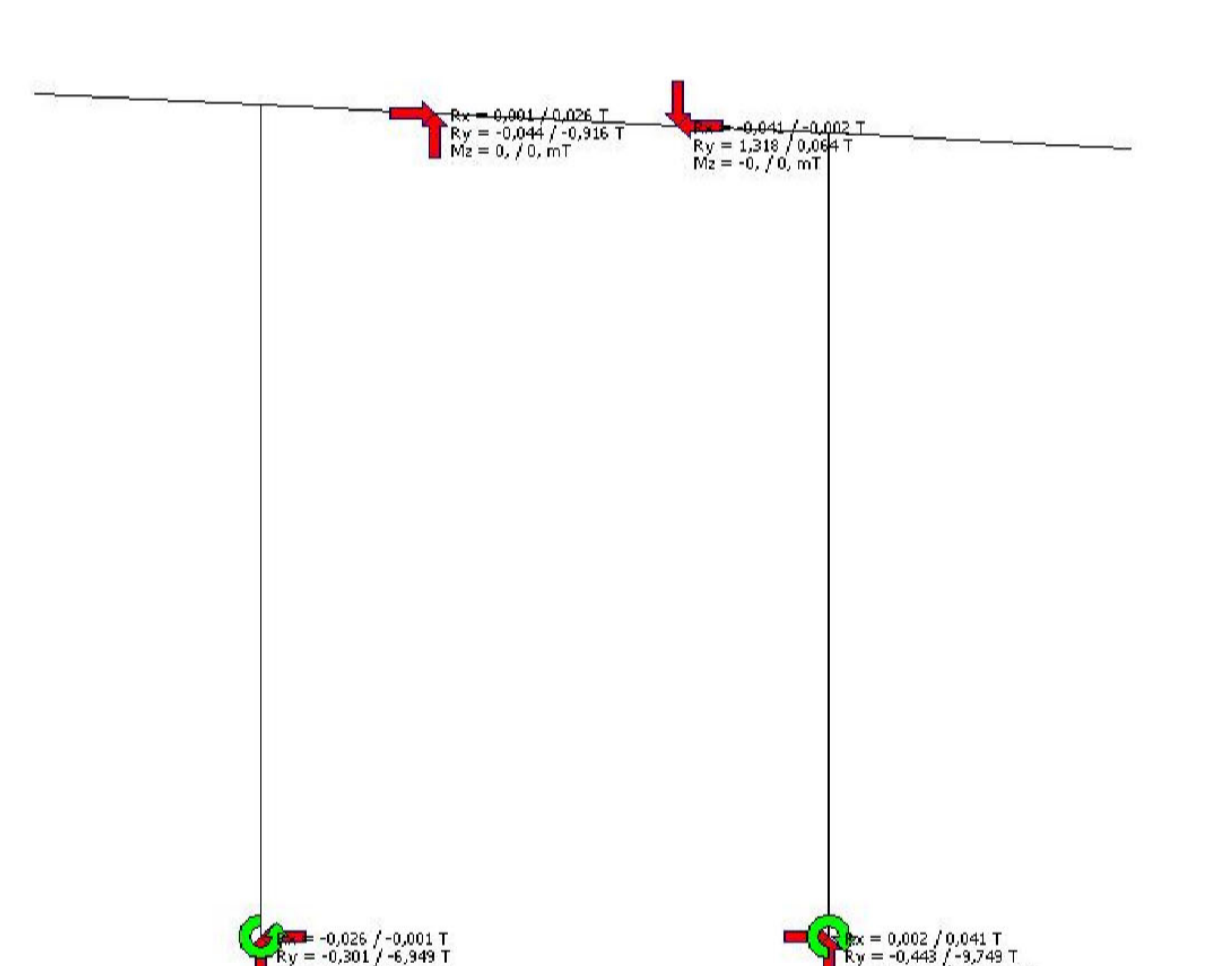 Rx = 0,001 / 0,026 T
Ry = -0,044 / -0,916 T
Mz = 0, / 0, mT
Rx = -0,041 / -0,002 T
Ry = 1,318 / 0,064 T
Mz = -0, / 0, mT
Rx = -0,026 / -0,001 T
Ry = -0,301 / -6,949 T
Rx = 0,002 / 0,041 T
Ry = -0,443 / -9,749 T